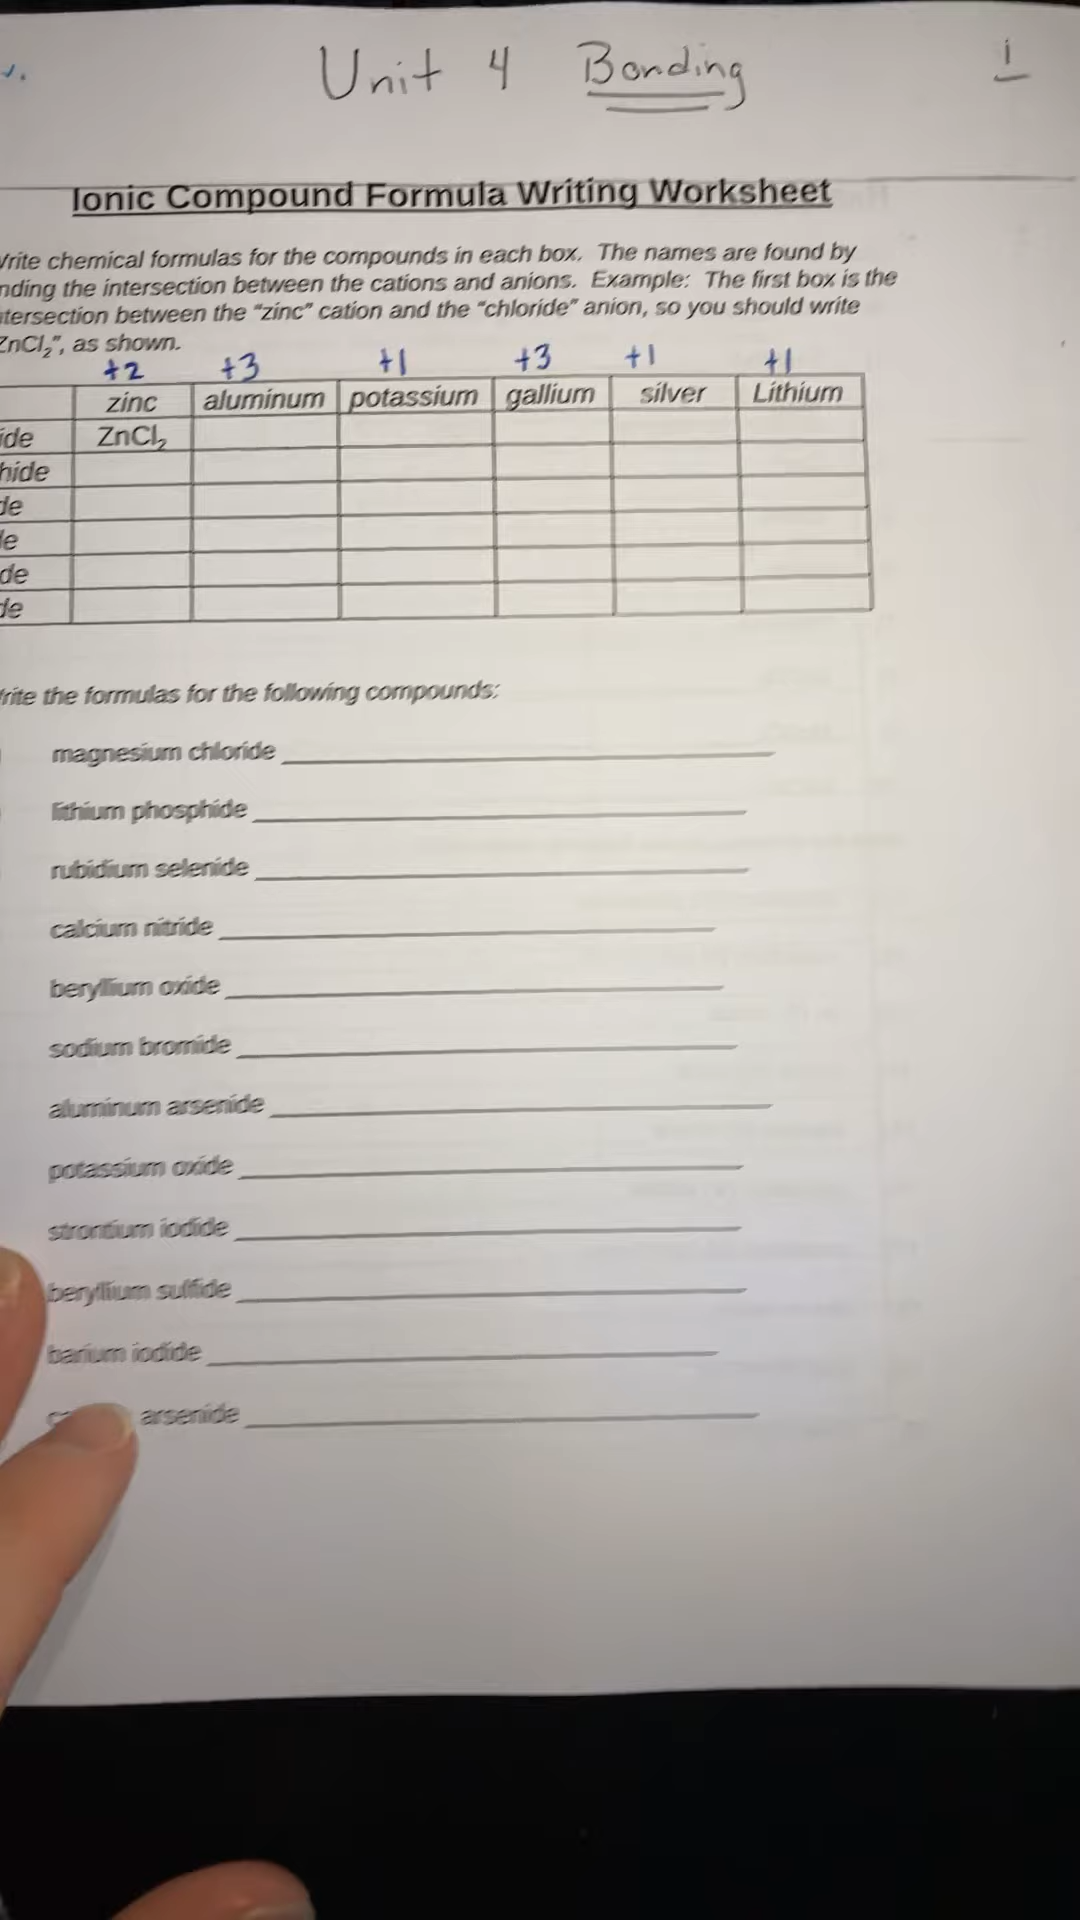 Unit 4 Bonding 1
Ionic Compound Formula Writing Worksheet
Write chemical formulas for the compounds in each box. The names are found by
nding the intersection between the cations and anions. Example: The first box is the
tersection between the "zinc" cation and the "chloride" anion, so you should write
ZnCl₂", as shown.
+2 +3 +1 +3 +1 +1
zinc aluminum potassium gallium silver Lithium
ide ZnCl₂
hide
de
de
de
de
rite the formulas for the following compounds:
magnesium chloride
lithium phosphide
rubidium selenide
calcium nitride
beryllium oxide
sodium bromide
aluminum arsenide
potassium oxide
strontium iodide
beryllium sulfide
barium iodide
arsenide